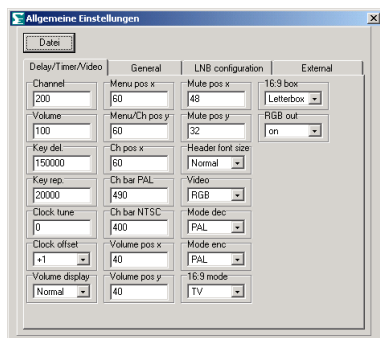 Allgemeine Einstellungen
Datei
Delay/Timer/Video General LNB configuration External
Channel Menu pos x Mute pos x 16:9 box
200 60 48 Letterbox
Volume Menu/Ch pos y Mute pos y RGB out
100 60 32 on
Key del. Ch pos x Header font size
150000 60 Normal
Key rep. Ch bar PAL Video
20000 490 RGB
Clock tune Ch bar NTSC Mode dec
0 400 PAL
Clock offset Volume pos x Mode enc
+1 40 PAL
Volume display Volume pos y 16:9 mode
Normal 40 TV